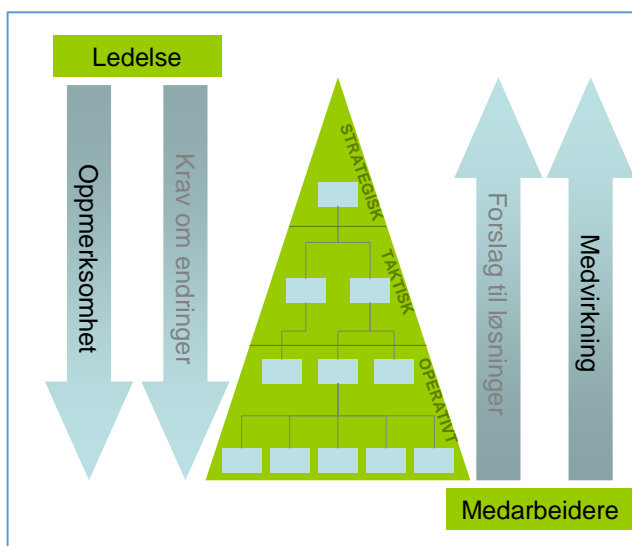 Ledelse
Oppmerksomhet
Krav om endringer
STRATEGISK
TAKTISK
OPERATIVT
Forslag til løsninger
Medvirkning
Medarbeidere